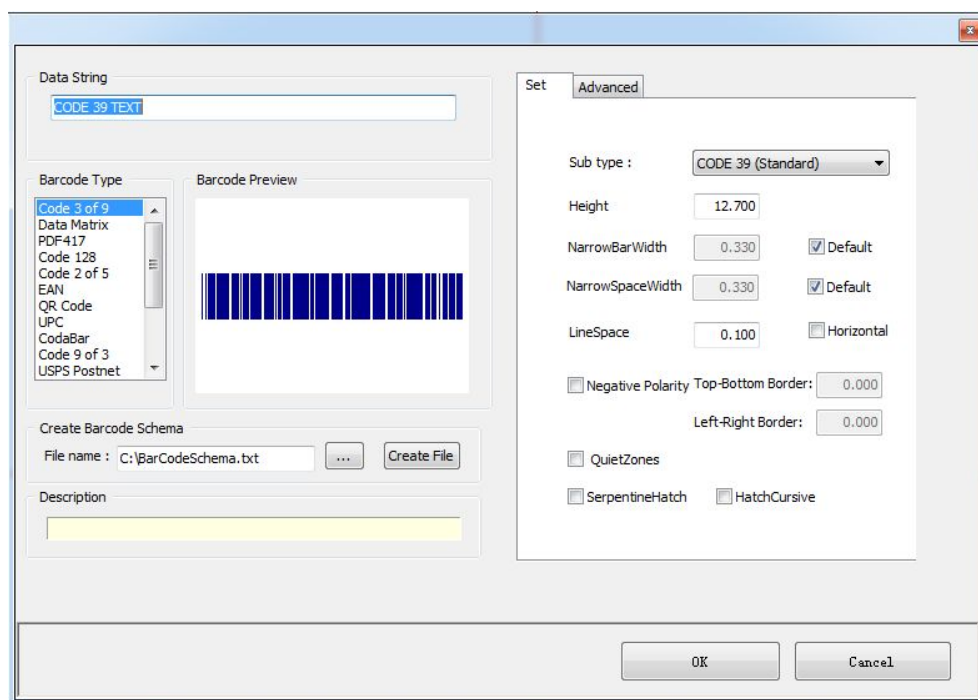 Data String
CODE 39 TEXT
Barcode Type
Code 3 of 9
Data Matrix
PDF417
Code 128
Code 2 of 5
EAN
QR Code
UPC
CodaBar
Code 9 of 3
USPS Postnet
Barcode Preview
Create Barcode Schema
File name : C:\BarCodeSchema.txt ... Create File
Description
Set Advanced
Sub type : CODE 39 (Standard)
Height 12.700
NarrowBarWidth 0.330 Default
NarrowSpaceWidth 0.330 Default
LineSpace 0.100 Horizontal
Negative Polarity Top-Bottom Border: 0.000
Left-Right Border: 0.000
QuietZones
SerpentineHatch HatchCursive
OK Cancel